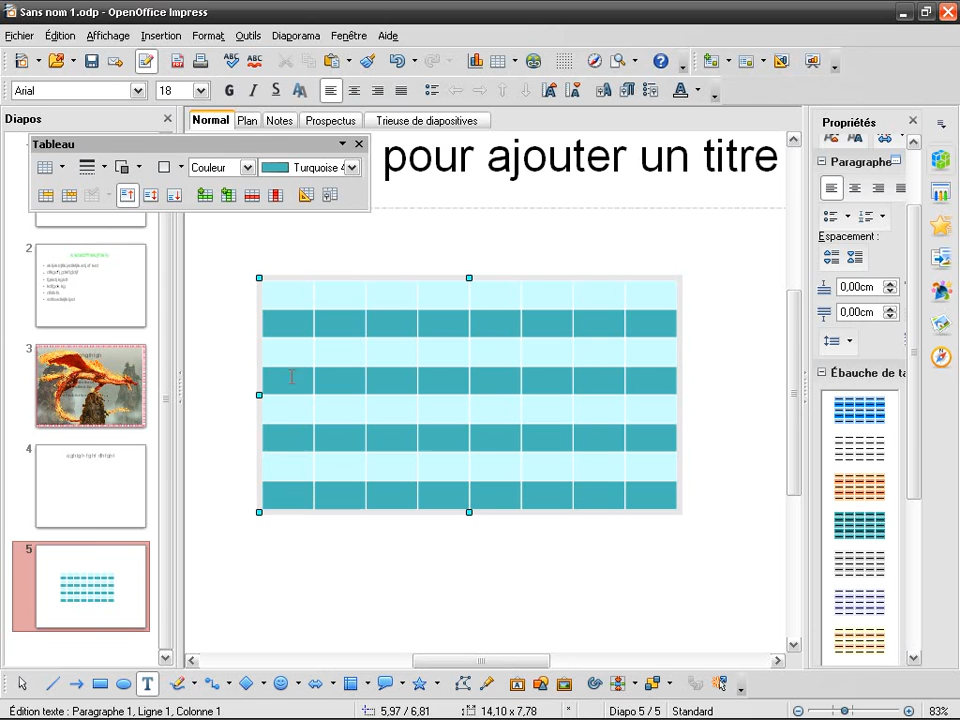 Sans nom 1.odp - OpenOffice Impress
Fichier Édition Affichage Insertion Format Outils Diaporama Fenêtre Aide
Arial 18 G I S A
Diapos
Normal Plan Notes Prospectus Trieuse de diapositives
Propriétés
Tableau
Couleur Turquoise 4
pour ajouter un titre
Paragraphe
Espacement :
0,00cm
0,00cm
Ébauche de ta
2
3
4
5
Édition texte : Paragraphe 1, Ligne 1, Colonne 1 5,97 / 6,81 14,10 x 7,78 * Diapo 5 / 5 Standard 83%